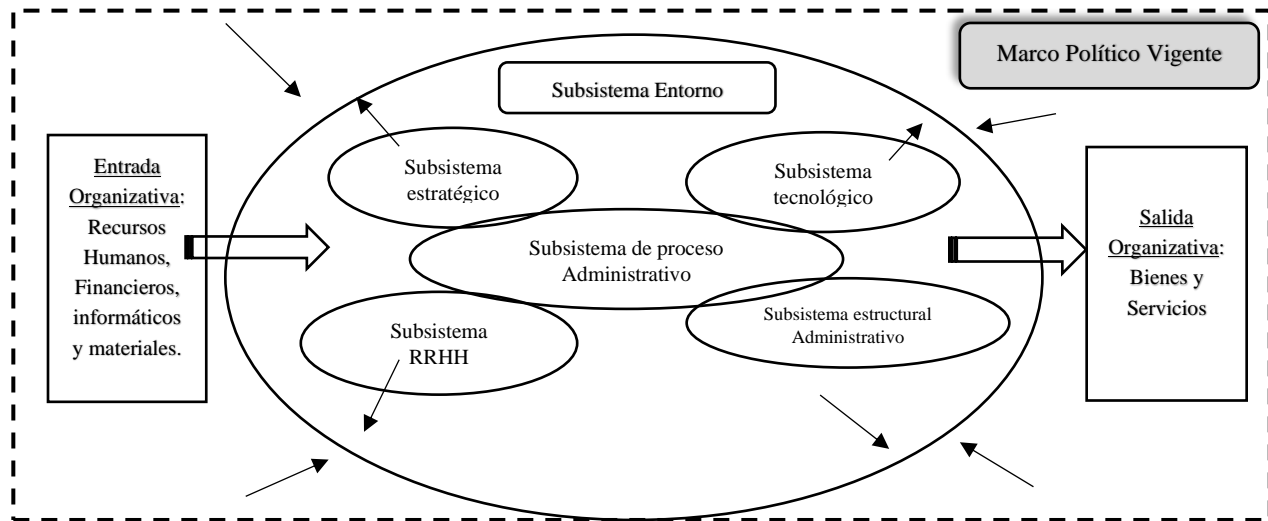 Marco Político Vigente
Subsistema Entorno
Entrada
Organizativa:
Recursos
Humanos,
Financieros,
informáticos
y materiales.
Subsistema
estratégico
Subsistema
tecnológico
Subsistema de proceso
Administrativo
Subsistema
RRHH
Subsistema estructural
Administrativo
Salida
Organizativa:
Bienes y
Servicios